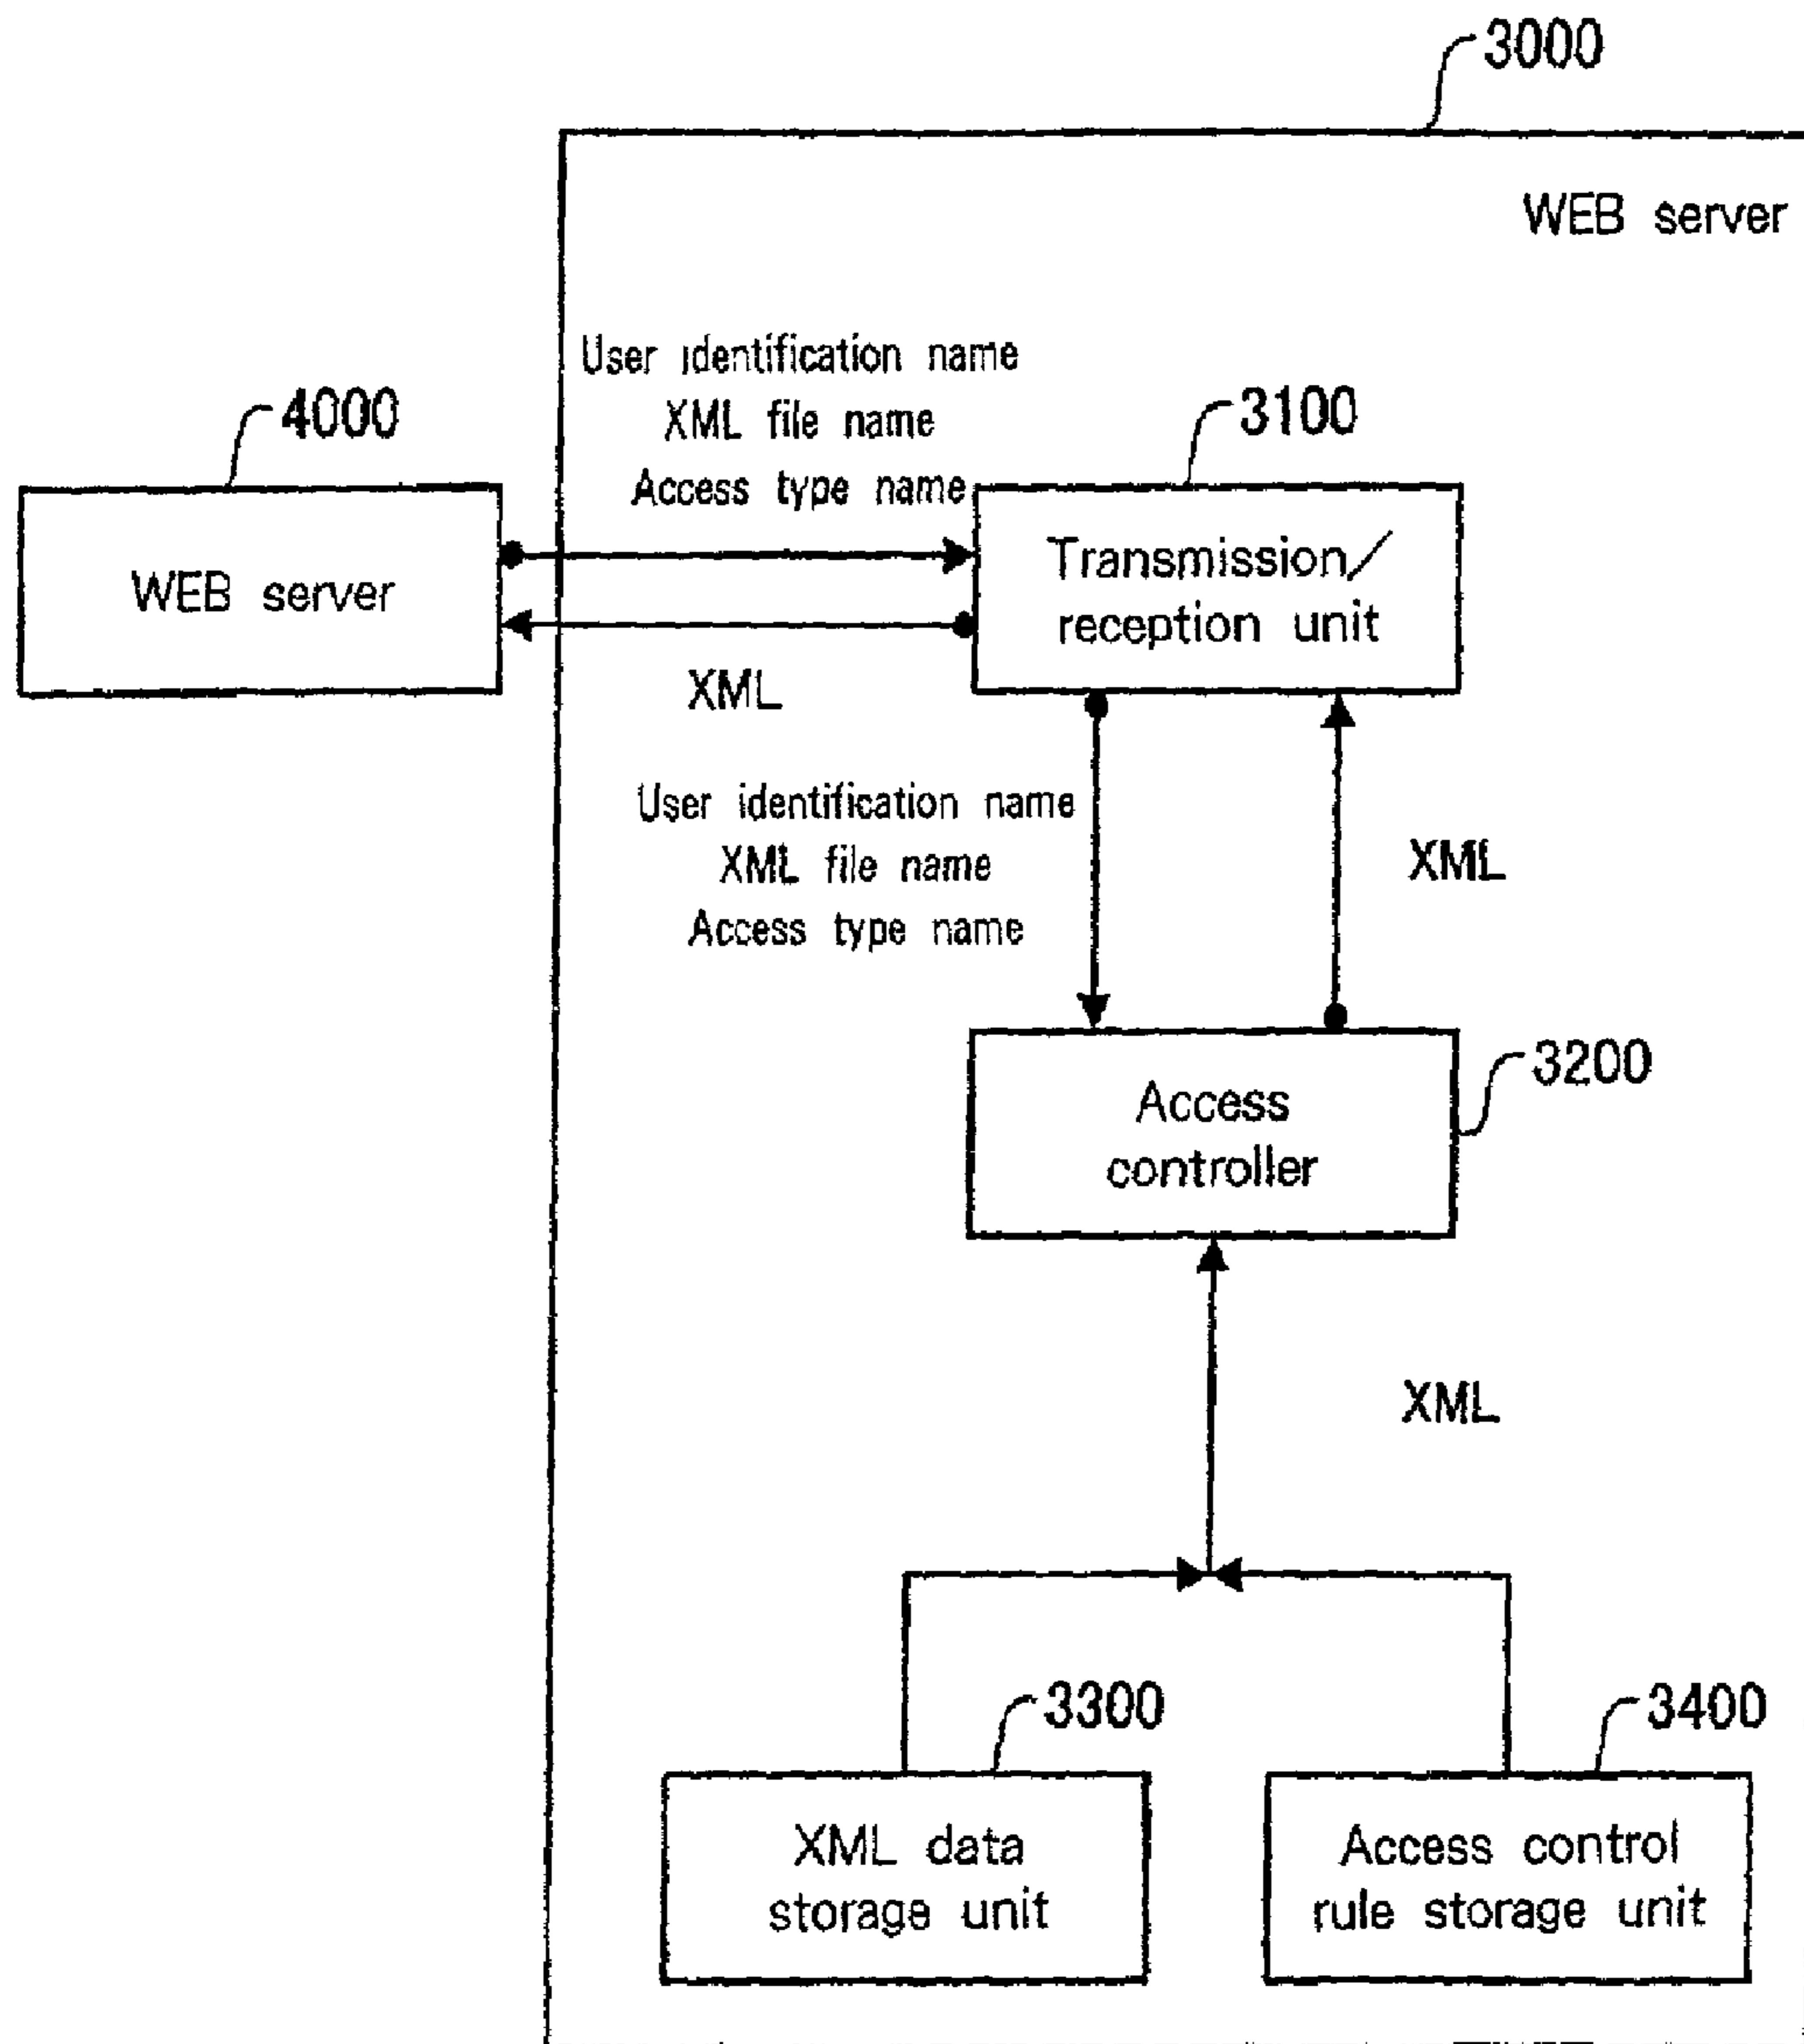 3000
WEB server
User identification name
XML file name
Access type name
4000
3100
WEB server
Transmission/
reception unit
XML
User identification name
XML file name
Access type name
XML
3200
Access
controller
XML
3300
3400
XML data
storage unit
Access control
rule storage unit